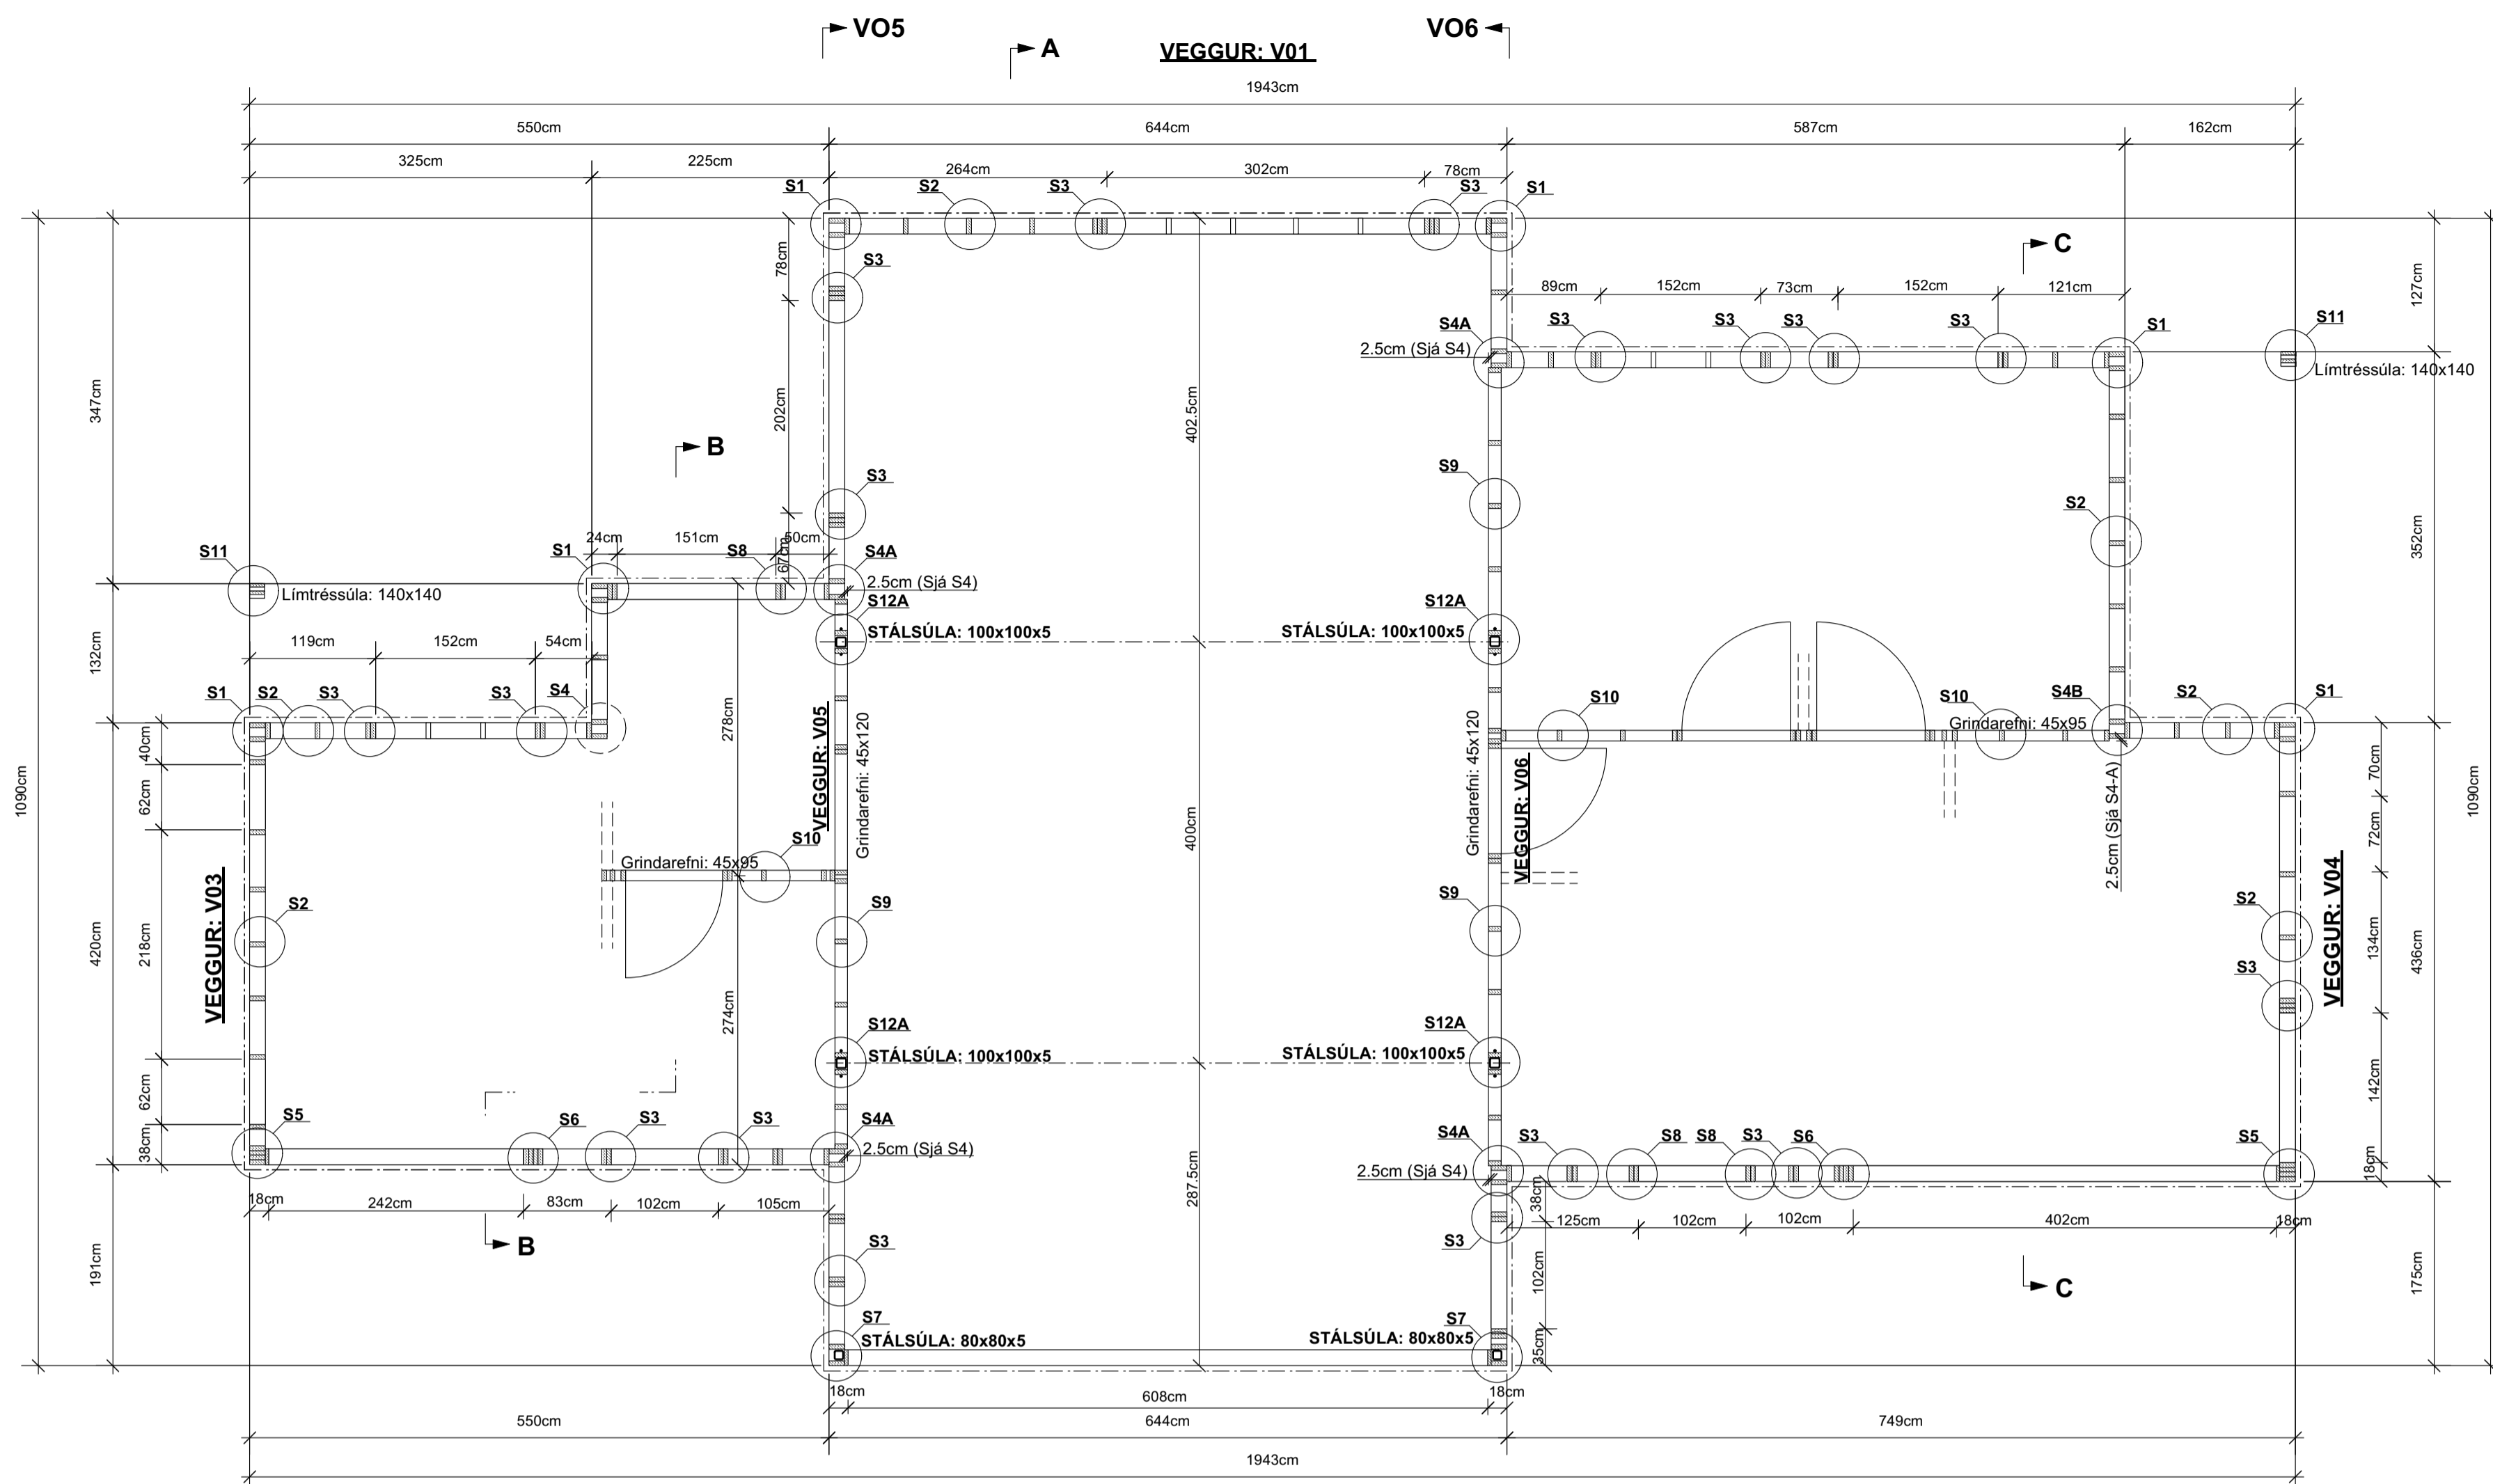 VO5
VO6
A
VEGGUR: V01
1943cm
550cm
644cm
587cm
162cm
325cm
225cm
264cm
302cm
78cm
S1
S2
S3
S3
S1
78cm
S3
C
89cm
152cm
73cm
152cm
121cm
127cm
S4A
S3
S3
S3
S3
S1
S11
2.5cm (Sjá S4)
Límtréssúla: 140x140
347cm
202cm
402.5cm
B
S3
S9
S2
352cm
24cm
151cm
50cm
67cm
S11
S1
S8
S4A
2.5cm (Sjá S4)
Límtréssúla: 140x140
S12A
STÁLSÚLA: 100x100x5
S12A
STÁLSÚLA: 100x100x5
119cm
152cm
54cm
132cm
S1
S2
S3
S3
S4
S10
S10
S4B
S2
S1
Grindarefni: 45x95
40cm
278cm
VEGGUR: V05
Grindarefni: 45x120
Grindarefni: 45x120
VEGGUR: V06
2.5cm (Sjá S4-A)
70cm
1090cm
62cm
1090cm
72cm
400cm
S10
Grindarefni: 45x95
VEGGUR: V03
S2
S9
S9
S2
VEGGUR: V04
420cm
218cm
134cm
436cm
S3
274cm
S12A
STÁLSÚLA: 100x100x5
S12A
STÁLSÚLA: 100x100x5
62cm
142cm
38cm
S5
S6
S3
S3
S4A
2.5cm (Sjá S4)
S4A
2.5cm (Sjá S4)
S3
S8
S8
S3
S6
S5
18cm
18cm
242cm
83cm
102cm
105cm
287.5cm
38cm
125cm
102cm
102cm
402cm
18cm
B
S3
S3
191cm
102cm
C
175cm
S7
STÁLSÚLA: 80x80x5
S7
STÁLSÚLA: 80x80x5
35cm
18cm
608cm
18cm
550cm
644cm
749cm
1943cm